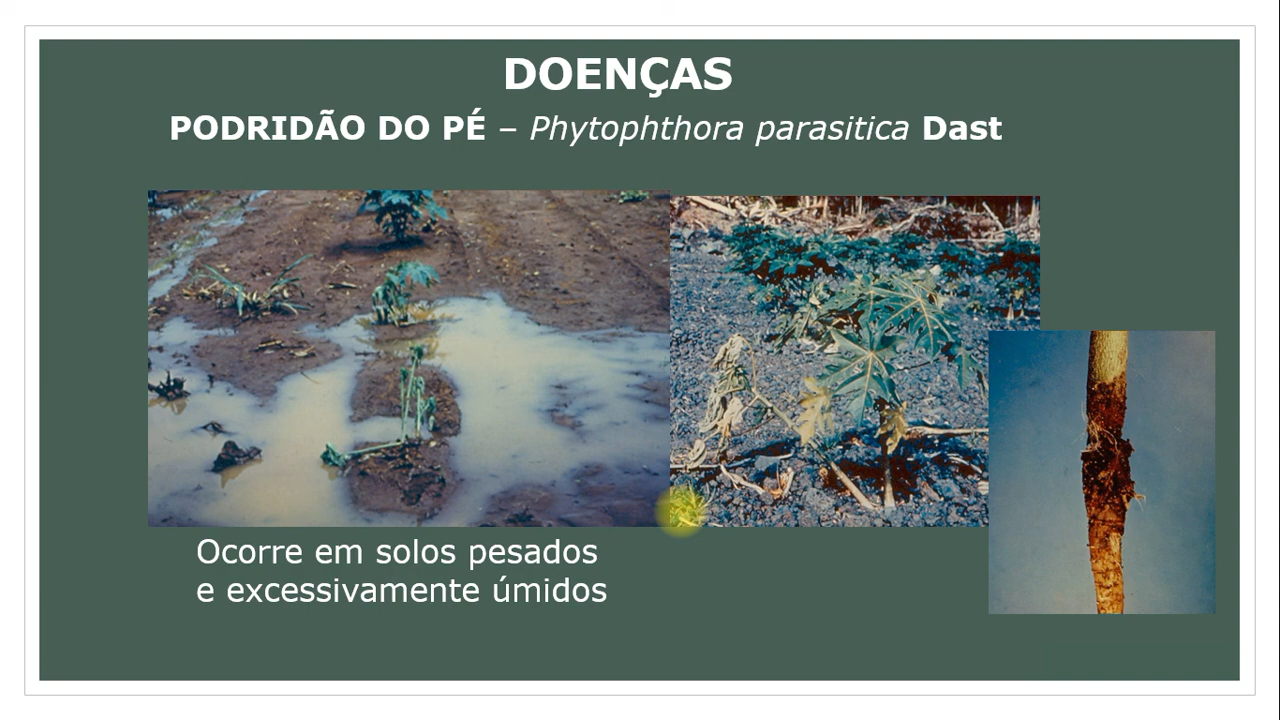 DOENÇAS
PODRIDÃO DO PÉ – Phytophthora parasitica Dast
Ocorre em solos pesados
e excessivamente úmidos